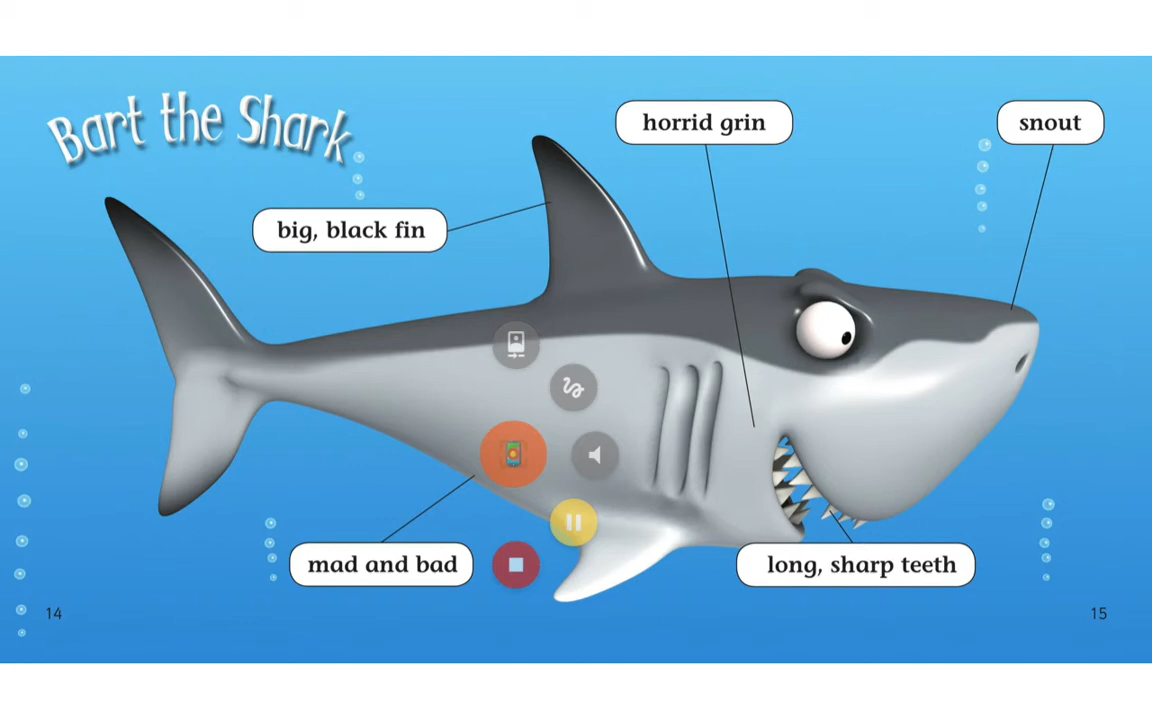 Bart the Shark
horrid grin
snout
big, black fin
mad and bad
long, sharp teeth
14
15